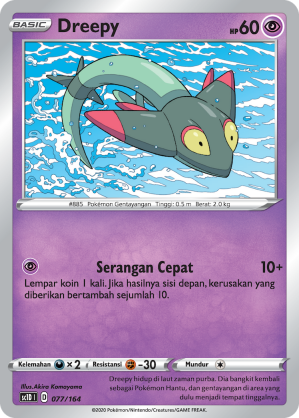 BASIC Dreepy HP60
#885 Pokémon Gentayangan Tinggi: 0.5 m Berat: 2.0 kg
Serangan Cepat 10+
Lempar koin 1 kali. Jika hasilnya sisi depan, kerusakan yang
diberikan bertambah sejumlah 10.
Kelemahan ×2 Resistansi -30 Mundur
Illus. Akira Komayama
sc1D I D 077/164
Dreepy hidup di laut zaman purba. Dia bangkit kembali
sebagai Pokémon Hantu, dan gentayangan di area yang
dulu menjadi tempat tinggalnya.
©2020 Pokémon/Nintendo/Creatures/GAME FREAK.